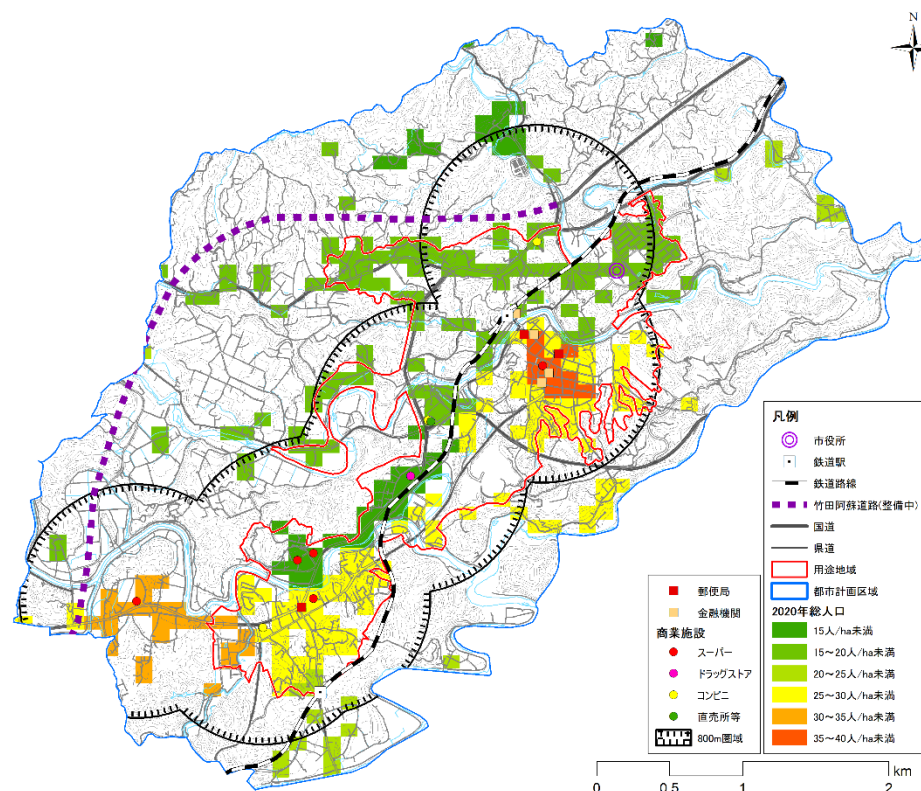 N
凡例
市役所
鉄道駅
鉄道路線
竹田阿蘇道路(整備中)
国道
県道
用途地域
都市計画区域
2020年総人口
15人/ha未満
15~20人/ha未満
20~25人/ha未満
25~30人/ha未満
30~35人/ha未満
35~40人/ha未満
郵便局
金融機関
商業施設
スーパー
ドラッグストア
コンビニ
直売所等
800m圏域
0 0.5 1 2
km